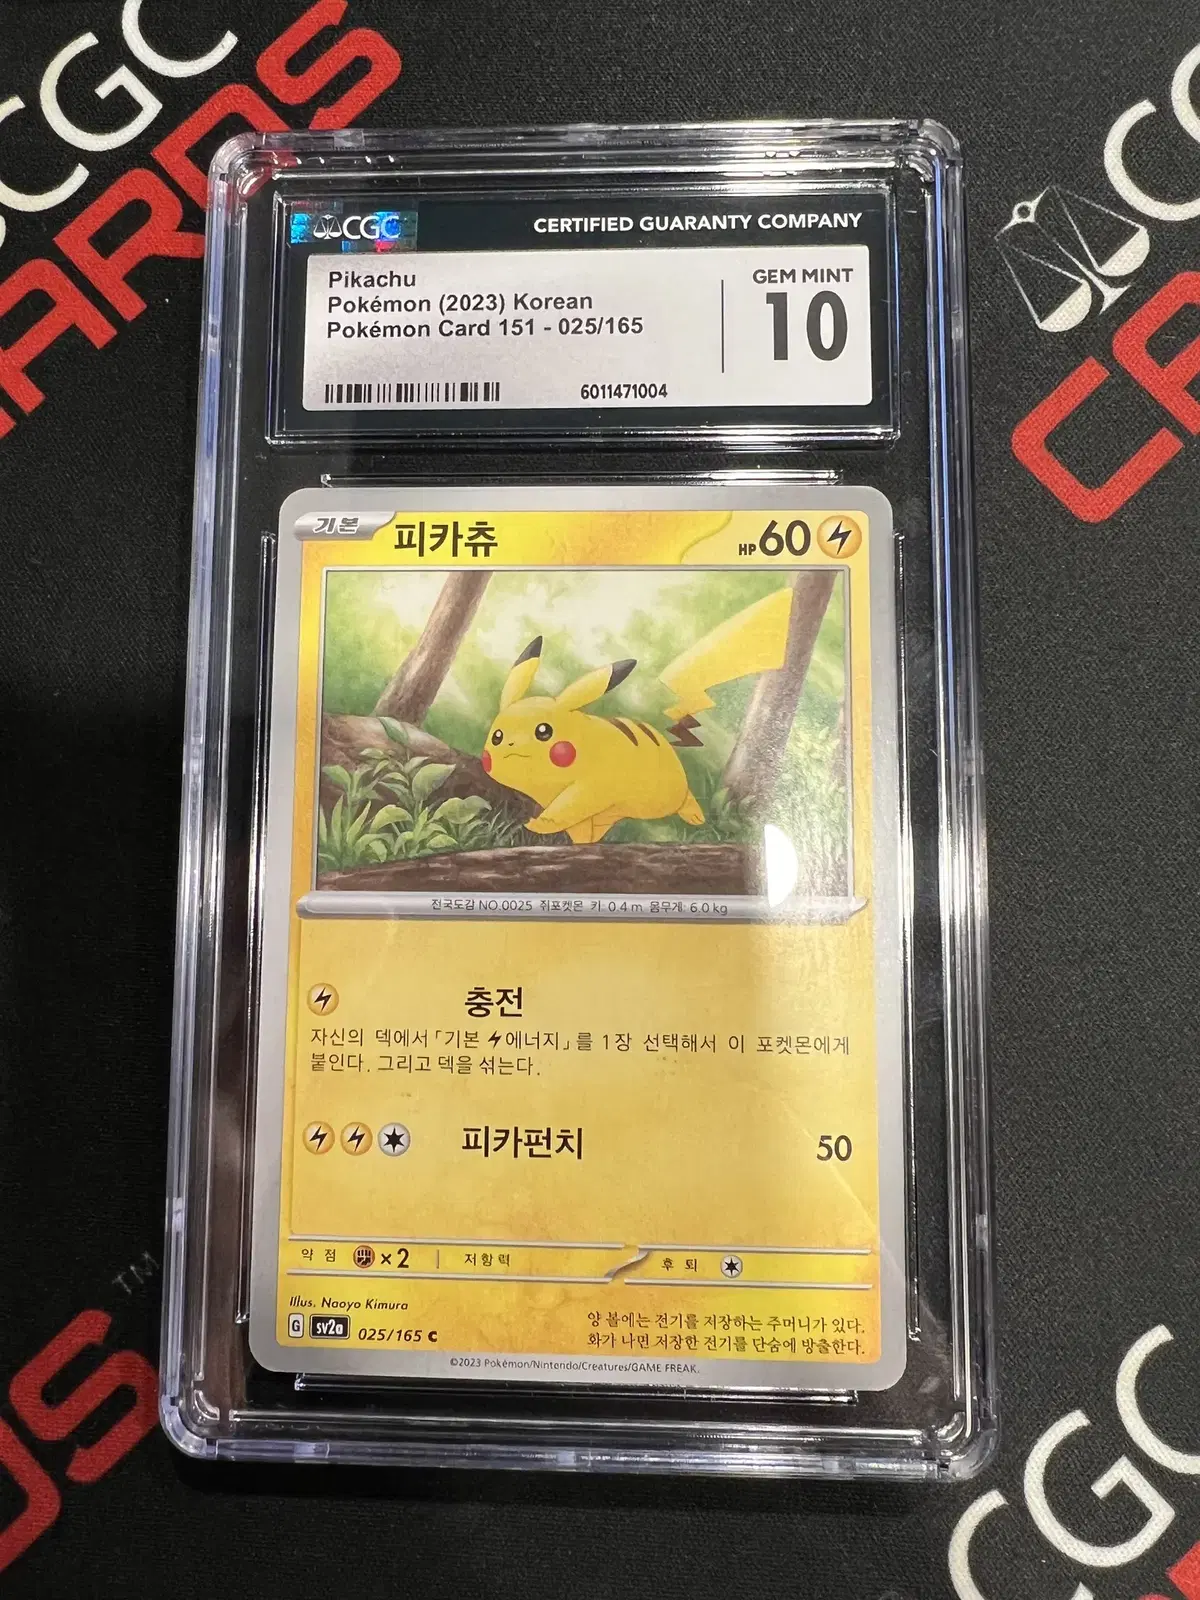 CGC
CARDS
CGC
CERTIFIED GUARANTY COMPANY
Pikachu
Pokémon (2023) Korean
Pokémon Card 151 - 025/165
GEM MINT
10
6011471004
기본
피카츄
HP60
전국도감 NO.0025 쥐포켓몬 키: 0.4m 몸무게: 6.0kg
충전
자신의 덱에서 「기본 에너지」를 1장 선택해서 이 포켓몬에게
붙인다. 그리고 덱을 섞는다.
피카펀치 50
약점 ×2 저항력 후퇴
Illus. Naoyo Kimura
G sv2a 025/165 C
양 볼에는 전기를 저장하는 주머니가 있다.
화가 나면 저장한 전기를 단숨에 방출한다.
©2023 Pokémon/Nintendo/Creatures/GAME FREAK.
TM
CGC